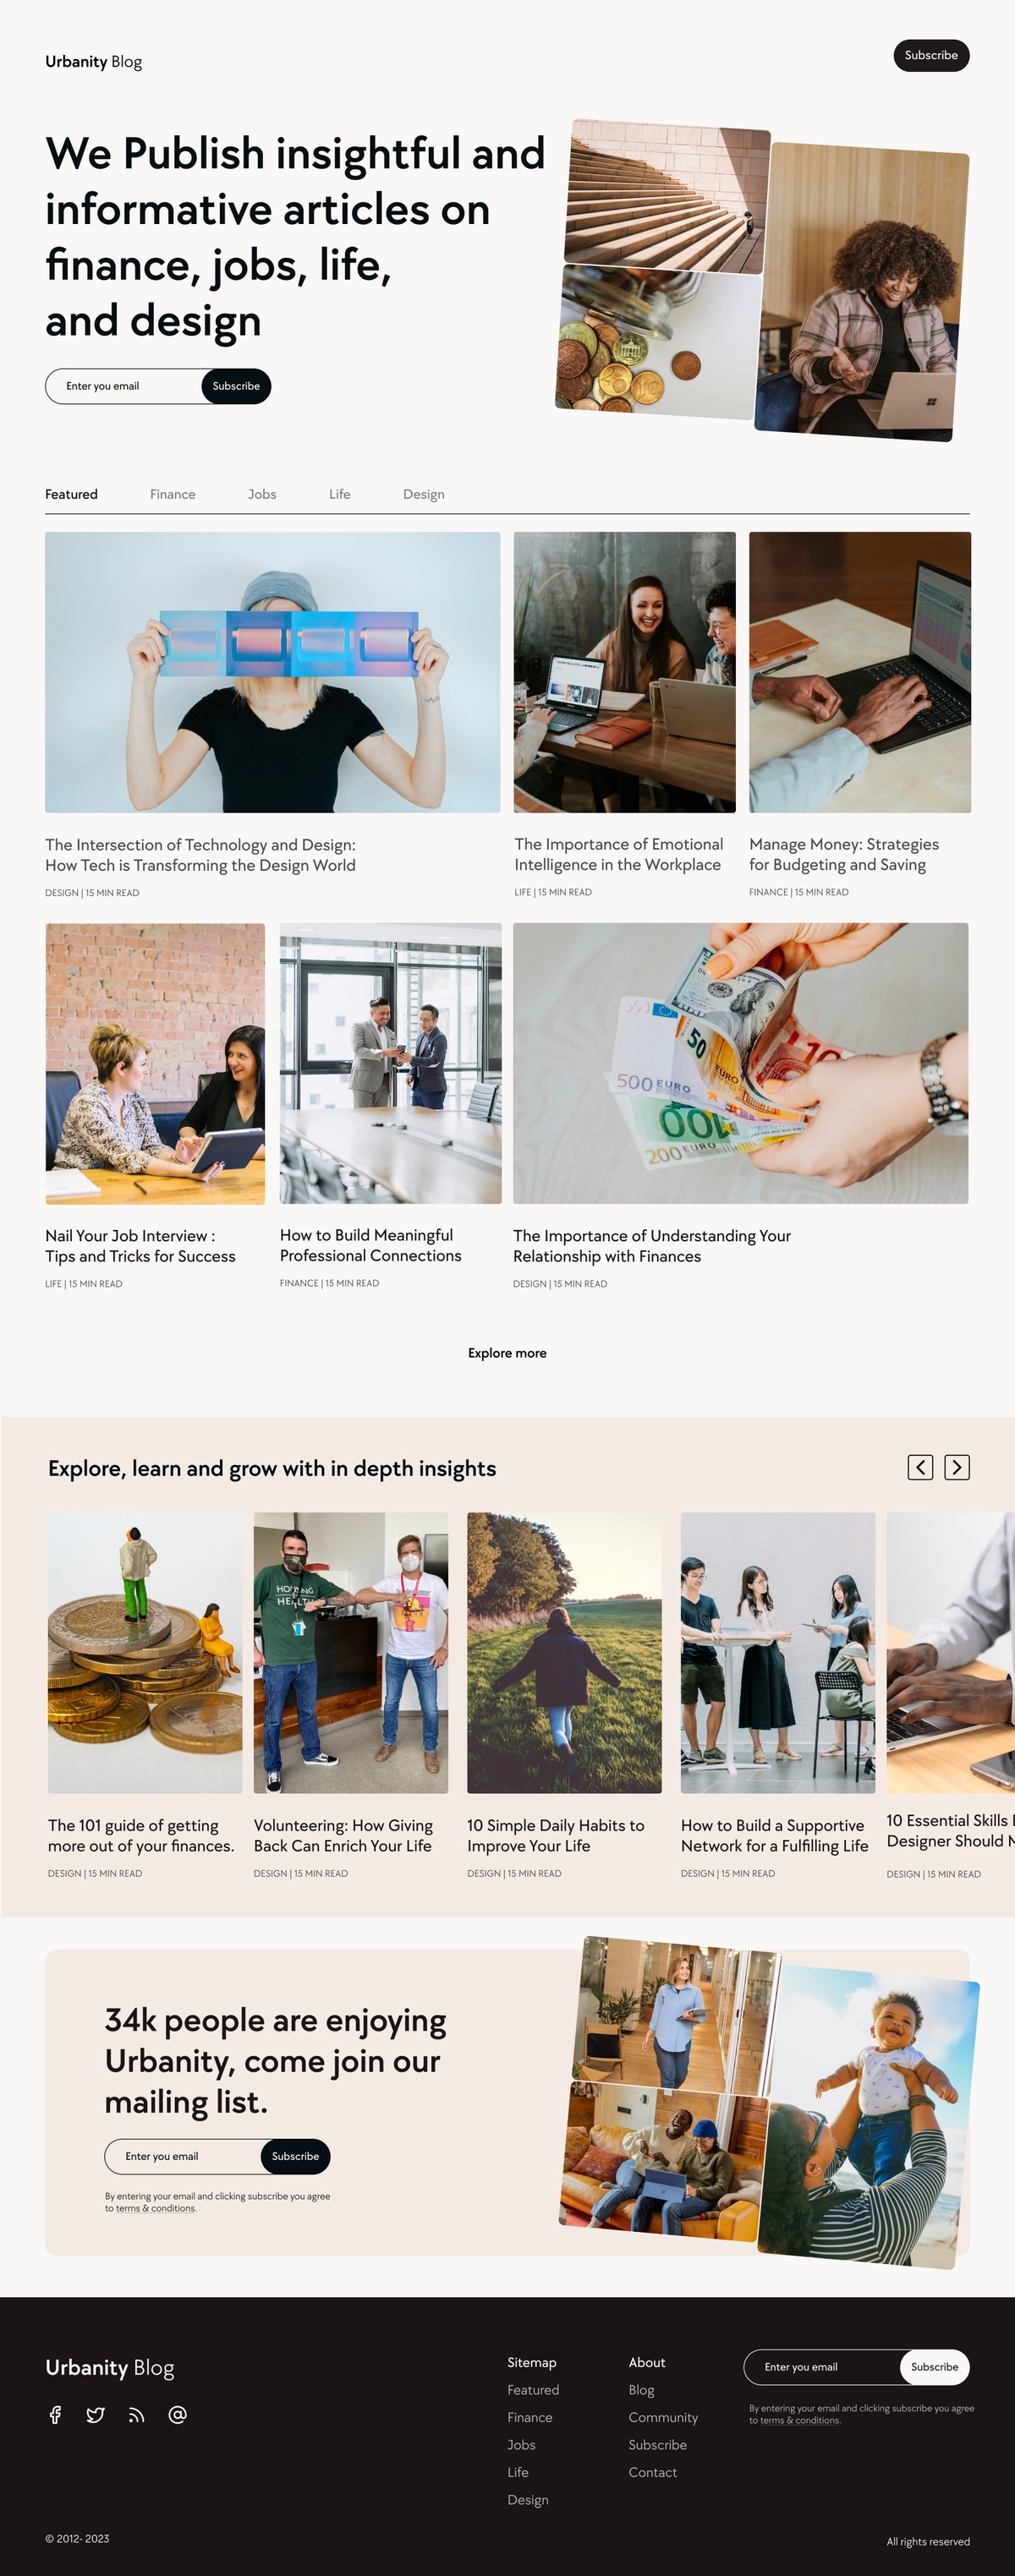 Urbanity Blog
Subscribe
We Publish insightful and
informative articles on
finance, jobs, life,
and design
Enter you email
Subscribe
Featured
Finance
Jobs
Life
Design
The Intersection of Technology and Design:
How Tech is Transforming the Design World
DESIGN | 15 MIN READ
The Importance of Emotional
Intelligence in the Workplace
LIFE | 15 MIN READ
Manage Money: Strategies
for Budgeting and Saving
FINANCE | 15 MIN READ
50
EURO
10
500 EURO
100
200 EURO
Nail Your Job Interview :
Tips and Tricks for Success
LIFE | 15 MIN READ
How to Build Meaningful
Professional Connections
FINANCE | 15 MIN READ
The Importance of Understanding Your
Relationship with Finances
DESIGN | 15 MIN READ
Explore more
Explore, learn and grow with in depth insights
The 101 guide of getting
more out of your finances.
DESIGN | 15 MIN READ
Volunteering: How Giving
Back Can Enrich Your Life
DESIGN | 15 MIN READ
10 Simple Daily Habits to
Improve Your Life
DESIGN | 15 MIN READ
How to Build a Supportive
Network for a Fulfilling Life
DESIGN | 15 MIN READ
10 Essential Skills
Designer Should
DESIGN | 15 MIN READ
34k people are enjoying
Urbanity, come join our
mailing list.
Enter you email
Subscribe
By entering your email and clicking subscribe you agree
to terms & conditions.
Urbanity Blog
Sitemap
Featured
Finance
Jobs
Life
Design
About
Blog
Community
Subscribe
Contact
Enter you email
Subscribe
By entering your email and clicking subscribe you agree
to terms & conditions.
© 2012- 2023
All rights reserved